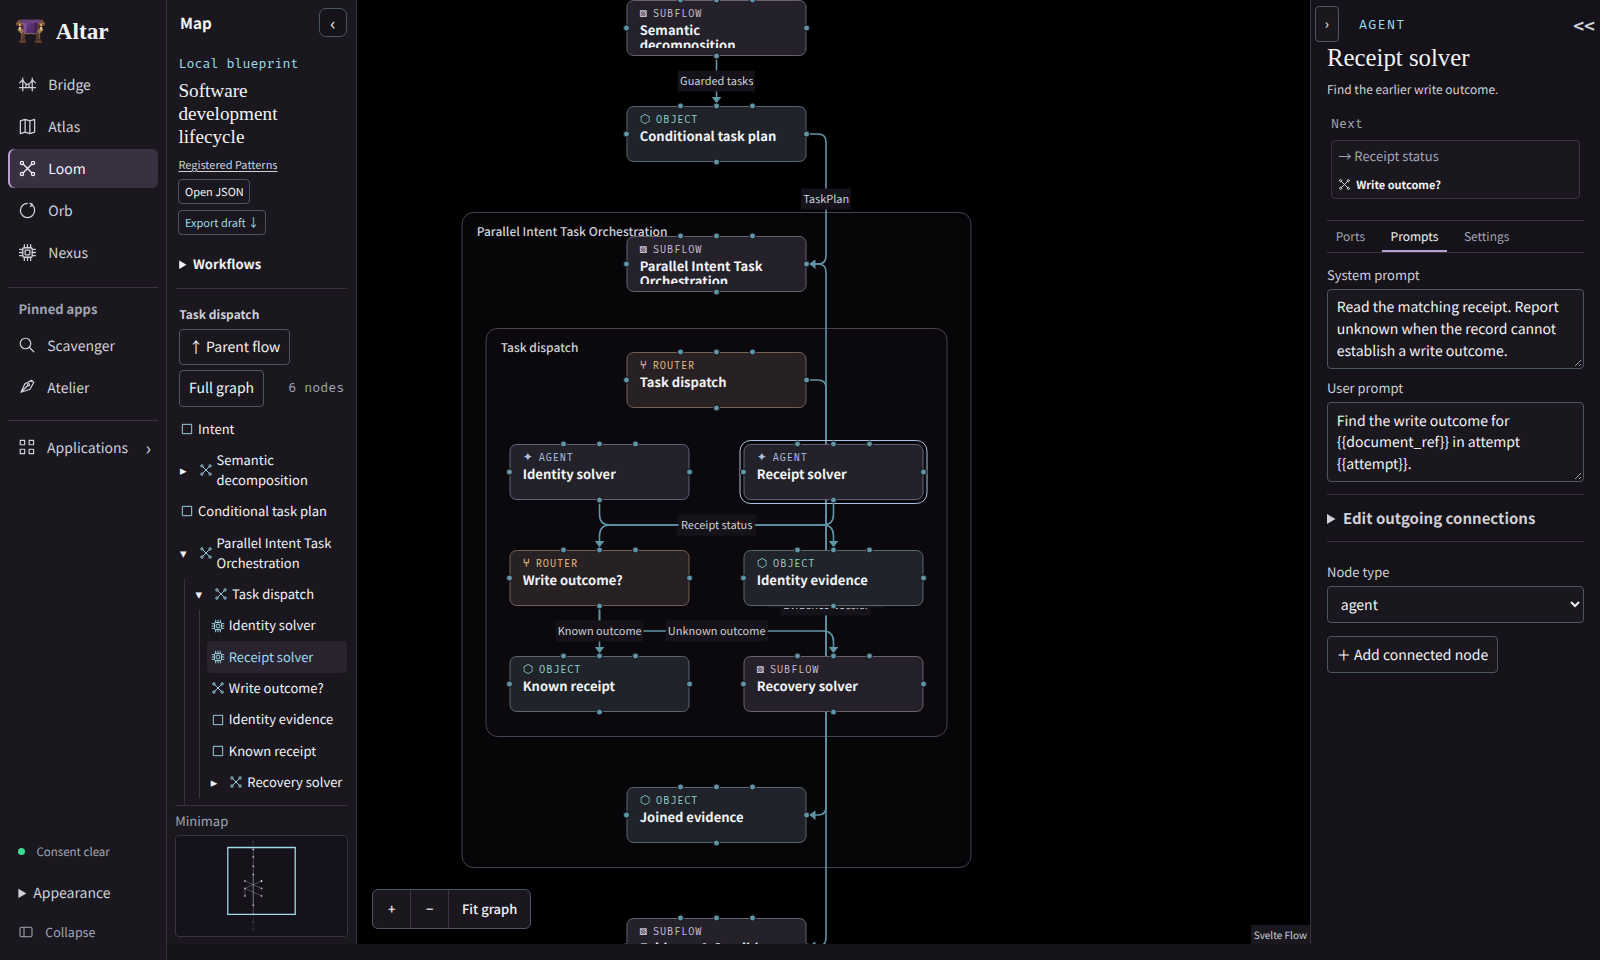 Altar
Bridge
Atlas
Loom
Orb
Nexus
Pinned apps
Scavenger
Atelier
Applications ›
Consent clear
▶ Appearance
Collapse
Map
‹
Local blueprint
Software
development
lifecycle
Registered Patterns
Open JSON
Export draft ↓
▶ Workflows
Task dispatch
↑ Parent flow
Full graph
6 nodes
Intent
Semantic
decomposition
Conditional task plan
Parallel Intent Task
Orchestration
Task dispatch
Identity solver
Receipt solver
Write outcome?
Identity evidence
Known receipt
Recovery solver
Minimap
SUBFLOW
Semantic
decomposition
Guarded tasks
OBJECT
Conditional task plan
TaskPlan
Parallel Intent Task Orchestration
SUBFLOW
Parallel Intent Task
Orchestration
Task dispatch
ROUTER
Task dispatch
AGENT
Identity solver
AGENT
Receipt solver
Receipt status
ROUTER
Write outcome?
OBJECT
Identity evidence
Known outcome
Unknown outcome
OBJECT
Known receipt
SUBFLOW
Recovery solver
OBJECT
Joined evidence
SUBFLOW
+
−
Fit graph
Svelte Flow
›
AGENT
<<
Receipt solver
Find the earlier write outcome.
Next
→ Receipt status
Write outcome?
Ports
Prompts
Settings
System prompt
Read the matching receipt. Report
unknown when the record cannot
establish a write outcome.
User prompt
Find the write outcome for
{{document_ref}} in attempt
{{attempt}}.
▶ Edit outgoing connections
Node type
agent
+ Add connected node